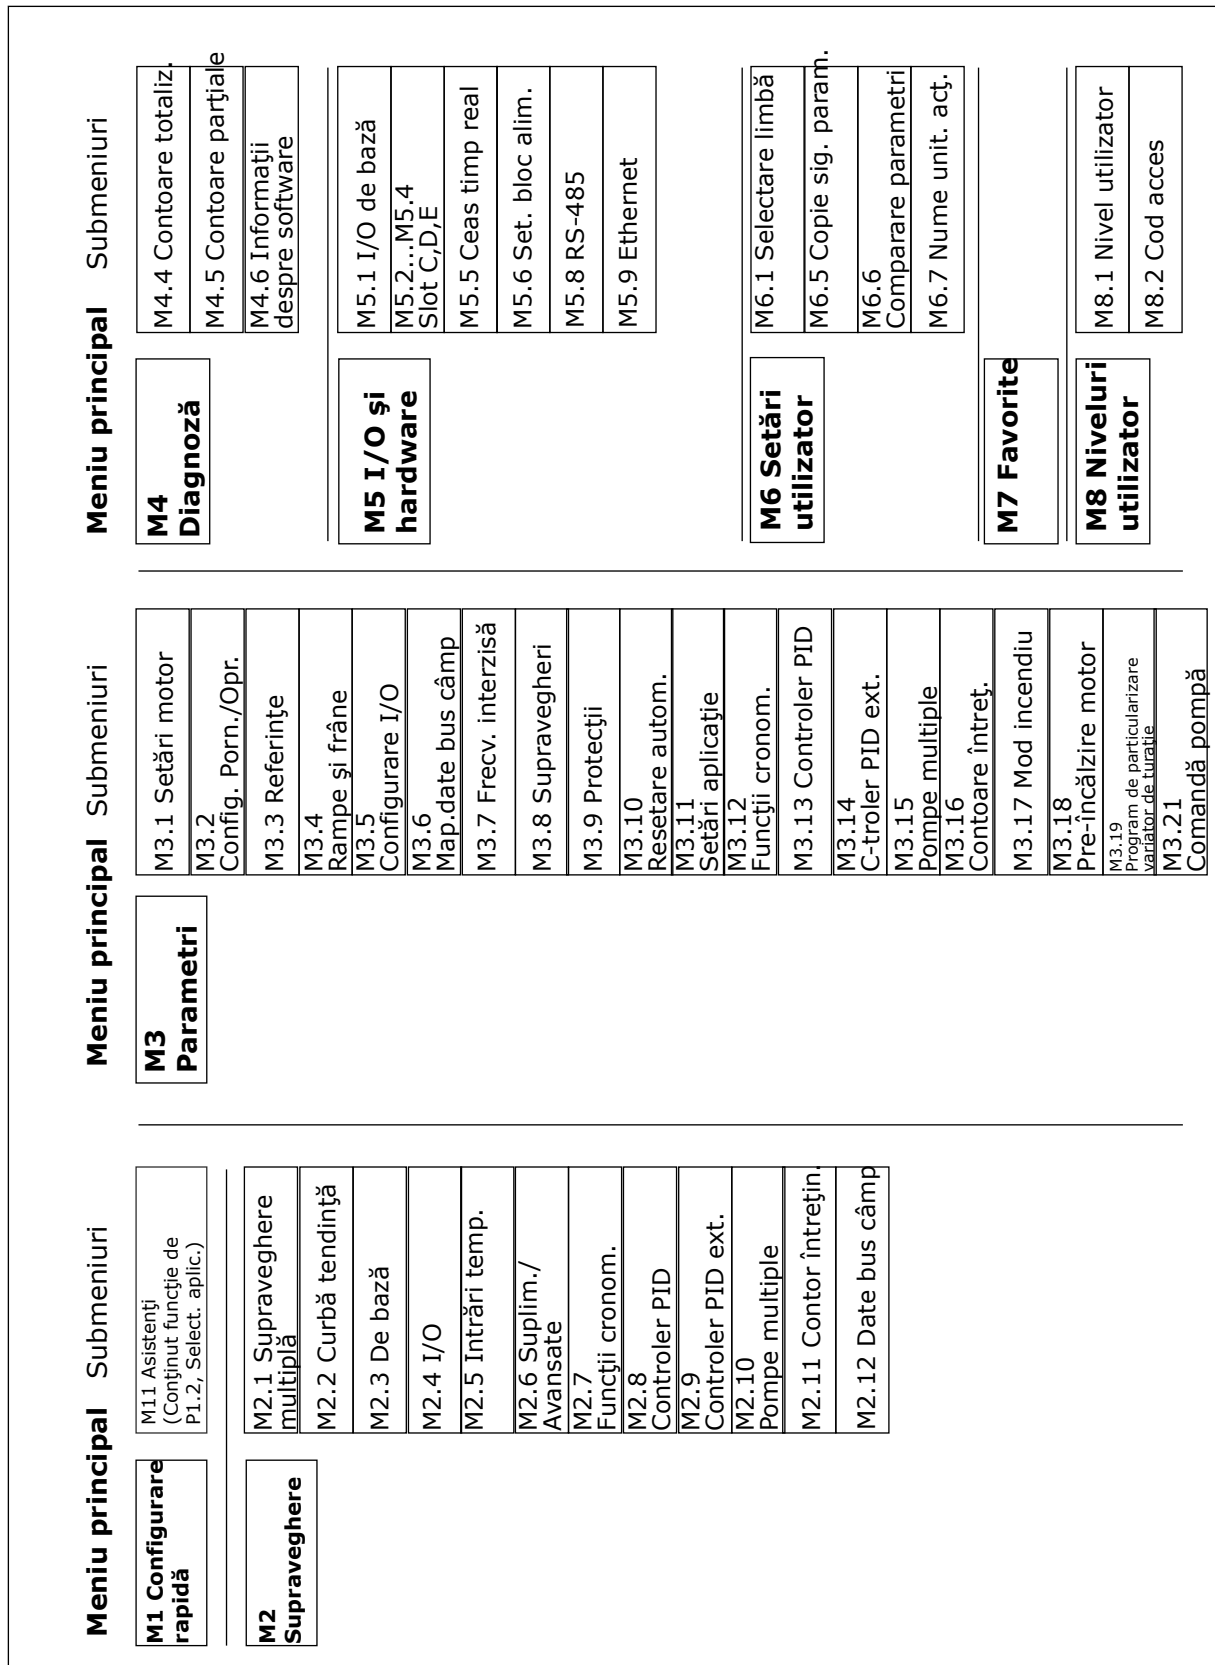 Meniu principal Submeniuri
M1 Configurare
rapidă
M11 Asistenţi
(Conţinut funcţie de
P1.2, Select. aplic.)
M2
Supraveghere
M2.1 Supraveghere
multiplă
M2.2 Curbă tendinţă
M2.3 De bază
M2.4 I/O
M2.5 Intrări temp.
M2.6 Suplim./
Avansate
M2.7
Funcţii cronom.
M2.8
Controler PID
M2.9
Controler PID ext.
M2.10
Pompe multiple
M2.11 Contor întreţin.
M2.12 Date bus câmp
Meniu principal Submeniuri
M3
Parametri
M3.1 Setări motor
M3.2
Config. Porn./Opr.
M3.3 Referinţe
M3.4
Rampe şi frâne
M3.5
Configurare I/O
M3.6
Map.date bus câmp
M3.7 Frecv. interzisă
M3.8 Supravegheri
M3.9 Protecţii
M3.10
Resetare autom.
M3.11
Setări aplicaţie
M3.12
Funcţii cronom.
M3.13 Controler PID
M3.14
C-troler PID ext.
M3.15
Pompe multiple
M3.16
Contoare întreţ.
M3.17 Mod incendiu
M3.18
Pre-încălzire motor
M3.19
Program de particularizare
variator de turaţie
M3.21
Comandă pompă
Meniu principal Submeniuri
M4
Diagnoză
M4.4 Contoare totaliz.
M4.5 Contoare parţiale
M4.6 Informaţii
despre software
M5 I/O şi
hardware
M5.1 I/O de bază
M5.2...M5.4
Slot C,D,E
M5.5 Ceas timp real
M5.6 Set. bloc alim.
M5.8 RS-485
M5.9 Ethernet
M6 Setări
utilizator
M6.1 Selectare limbă
M6.5 Copie sig. param.
M6.6
Comparare parametri
M6.7 Nume unit. acţ.
M7 Favorite
M8 Niveluri
utilizator
M8.1 Nivel utilizator
M8.2 Cod acces